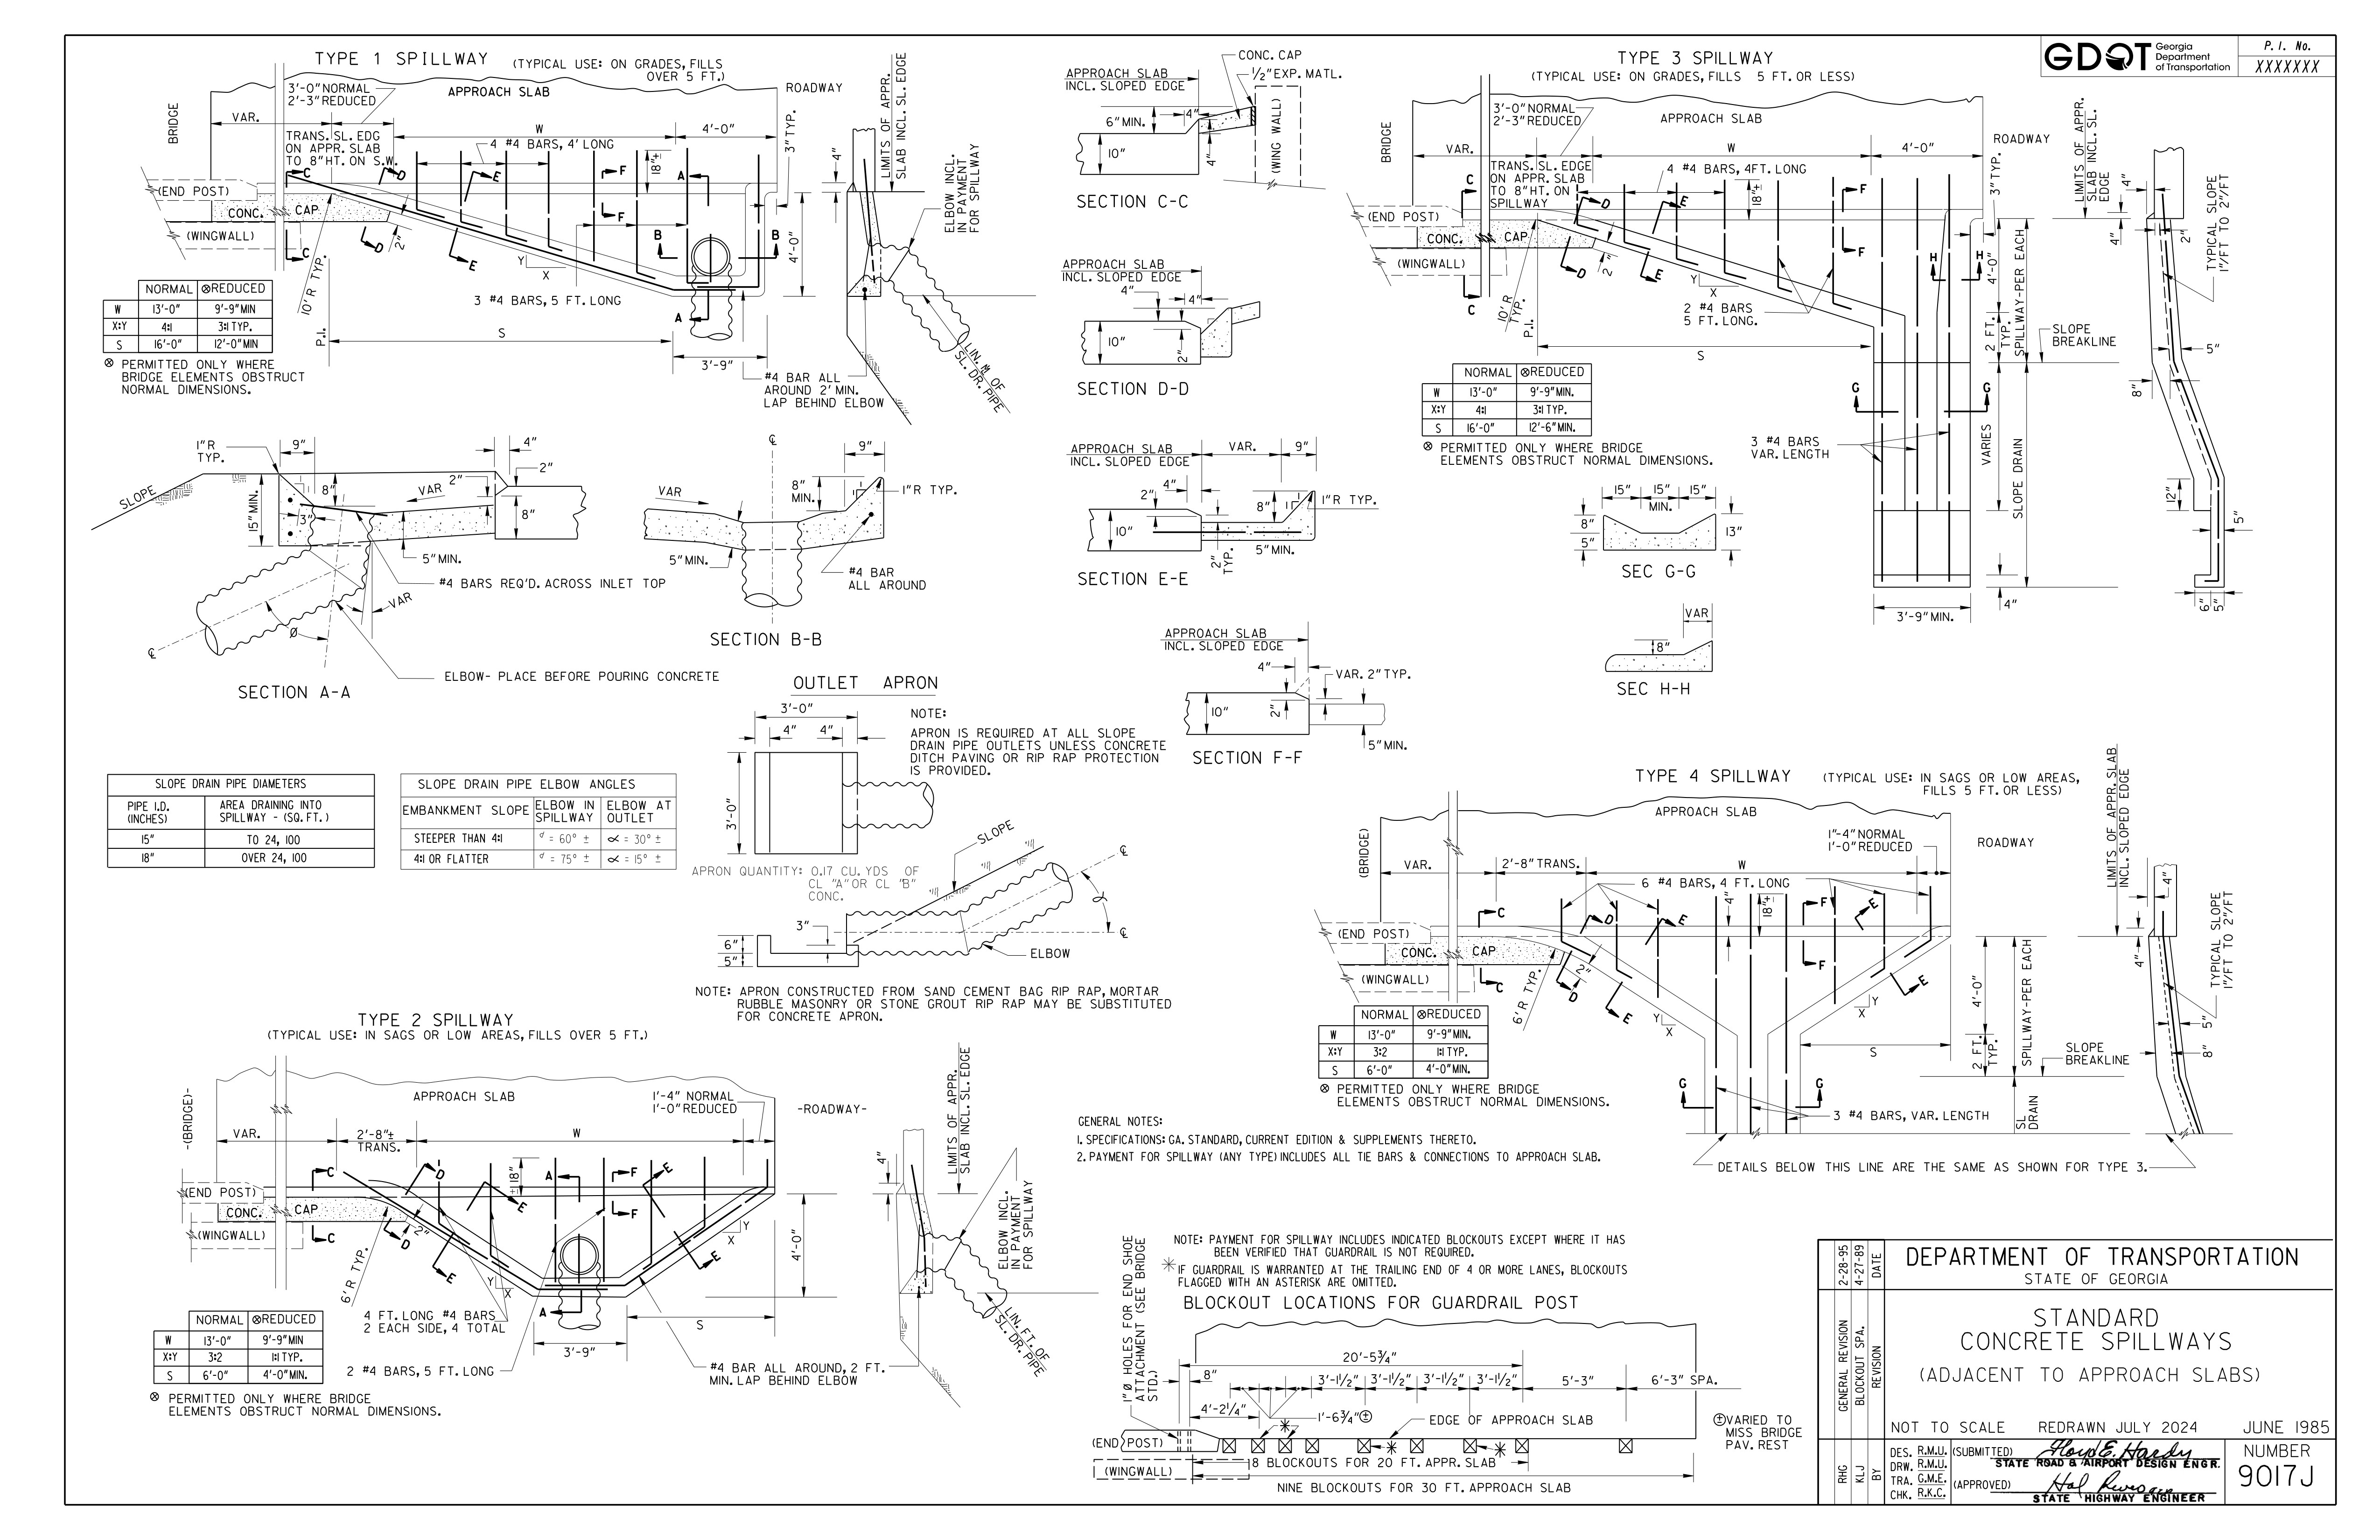 GDOT
Georgia
Department
of Transportation
P. I. No.
XXXXXXX
TYPE 1 SPILLWAY
(TYPICAL USE: ON GRADES, FILLS
OVER 5 FT.)
BRIDGE
3'-0" NORMAL
2'-3" REDUCED
APPROACH SLAB
ROADWAY
VAR.
W
4'-0"
3" TYP.
TRANS. SL. EDG
ON APPR. SLAB
TO 8" HT. ON S.W.
4 #4 BARS, 4' LONG
18"±
C
D
E
F
A
(END POST)
CONC. CAP
(WINGWALL)
F
B
B
C
D
2"
E
Y
X
4'-0"
10' R TYP.
3 #4 BARS, 5 FT. LONG
A
P.I.
S
3'-9"
#4 BAR ALL
AROUND 2' MIN.
LAP BEHIND ELBOW
4"
LIMITS OF APPR.
SLAB INCL. SL. EDGE
ELBOW INCL.
IN PAYMENT
FOR SPILLWAY
LIN. M OF
SL. DR. PIPE
NORMAL ⊗REDUCED
W 13'-0" 9'-9"MIN
X:Y 4:1 3:1 TYP.
S 16'-0" 12'-0"MIN
⊗ PERMITTED ONLY WHERE
BRIDGE ELEMENTS OBSTRUCT
NORMAL DIMENSIONS.
1"R
TYP.
9"
4"
2"
SLOPE
15" MIN.
8"
VAR
2"
3"
8"
5" MIN.
#4 BARS REQ'D. ACROSS INLET TOP
VAR
Ø
℄
ELBOW- PLACE BEFORE POURING CONCRETE
SECTION A-A
℄
9"
VAR
8"
MIN.
1"R TYP.
5" MIN.
#4 BAR
ALL AROUND
SECTION B-B
CONC. CAP
APPROACH SLAB
INCL. SLOPED EDGE
1/2" EXP. MATL.
6" MIN.
4"
10"
4"
(WING WALL)
SECTION C-C
APPROACH SLAB
INCL. SLOPED EDGE
4"
4"
10"
2"
SECTION D-D
APPROACH SLAB
INCL. SLOPED EDGE
VAR.
9"
4"
2"
8"
1"R TYP.
10"
2"
TYP.
5" MIN.
SECTION E-E
APPROACH SLAB
INCL. SLOPED EDGE
4"
VAR. 2" TYP.
10"
2"
5" MIN.
SECTION F-F
TYPE 3 SPILLWAY
(TYPICAL USE: ON GRADES, FILLS 5 FT. OR LESS)
BRIDGE
3'-0" NORMAL
2'-3" REDUCED
APPROACH SLAB
ROADWAY
VAR.
W
4'-0"
3" TYP.
TRANS. SL. EDGE
ON APPR. SLAB
TO 8" HT. ON
SPILLWAY
4 #4 BARS, 4FT. LONG
18"±
C
D
E
F
(END POST)
CONC. CAP
(WINGWALL)
F
H
H
C
D
2"
E
Y
X
4'-0"
10' R
TYP.
P.I.
2 #4 BARS
5 FT. LONG.
S
2 FT.
TYP.
SPILLWAY-PER EACH
SLOPE
BREAKLINE
G
G
3 #4 BARS
VAR. LENGTH
VARIES
SLOPE DRAIN
3'-9" MIN.
4"
LIMITS OF APPR.
SLAB INCL. SL.
EDGE
4"
4"
2"
TYPICAL SLOPE
1"/FT TO 2"/FT
5"
8"
12"
5"
6"
5"
NORMAL ⊗REDUCED
W 13'-0" 9'-9"MIN.
X:Y 4:1 3:1 TYP.
S 16'-0" 12'-6"MIN.
⊗ PERMITTED ONLY WHERE BRIDGE
ELEMENTS OBSTRUCT NORMAL DIMENSIONS.
15" 15" 15"
MIN.
8"
5"
13"
SEC G-G
VAR
8"
SEC H-H
SLOPE DRAIN PIPE DIAMETERS
PIPE I.D.
(INCHES)
AREA DRAINING INTO
SPILLWAY - (SQ. FT.)
15" TO 24, 100
18" OVER 24, 100
SLOPE DRAIN PIPE ELBOW ANGLES
EMBANKMENT SLOPE
ELBOW IN
SPILLWAY
ELBOW AT
OUTLET
STEEPER THAN 4:1 = 60° ± ∝ = 30° ±
4:1 OR FLATTER = 75° ± ∝ = 15° ±
OUTLET APRON
3'-0"
4" 4"
3'-0"
NOTE:
APRON IS REQUIRED AT ALL SLOPE
DRAIN PIPE OUTLETS UNLESS CONCRETE
DITCH PAVING OR RIP RAP PROTECTION
IS PROVIDED.
APRON QUANTITY: 0.17 CU. YDS OF
CL "A" OR CL "B"
CONC.
SLOPE
℄
∝
3"
6"
5"
℄
ELBOW
NOTE: APRON CONSTRUCTED FROM SAND CEMENT BAG RIP RAP, MORTAR
RUBBLE MASONRY OR STONE GROUT RIP RAP MAY BE SUBSTITUTED
FOR CONCRETE APRON.
TYPE 2 SPILLWAY
(TYPICAL USE: IN SAGS OR LOW AREAS, FILLS OVER 5 FT.)
-(BRIDGE)-
APPROACH SLAB
1'-4" NORMAL
1'-0" REDUCED
-ROADWAY-
VAR.
2'-8"±
TRANS.
W
C
D
E
±18"
A
F
E
(END POST)
CONC. CAP
(WINGWALL)
F
C
D
2"
E
E
Y
X
Y
X
4'-0"
6' R TYP.
A
4 FT. LONG #4 BARS
2 EACH SIDE, 4 TOTAL
2 #4 BARS, 5 FT. LONG
3'-9"
S
#4 BAR ALL AROUND, 2 FT.
MIN. LAP BEHIND ELBOW
4"
LIMITS OF APPR.
SLAB INCL. SL. EDGE
ELBOW INCL.
IN PAYMENT
FOR SPILLWAY
LIN. FT. OF
SL. DR. PIPE
NORMAL ⊗REDUCED
W 13'-0" 9'-9"MIN
X:Y 3:2 1:1 TYP.
S 6'-0" 4'-0"MIN.
⊗ PERMITTED ONLY WHERE BRIDGE
ELEMENTS OBSTRUCT NORMAL DIMENSIONS.
TYPE 4 SPILLWAY
(TYPICAL USE: IN SAGS OR LOW AREAS,
FILLS 5 FT. OR LESS)
(BRIDGE)
APPROACH SLAB
1"-4" NORMAL
1'-0" REDUCED
ROADWAY
VAR.
2'-8" TRANS.
W
6 #4 BARS, 4 FT. LONG
4"
18"±
C
D
E
F
E
(END POST)
CONC. CAP
(WINGWALL)
F
C
D
2"
E
E
Y
X
Y
X
6' R TYP.
4'-0"
2 FT.
TYP.
SPILLWAY-PER EACH
S
SLOPE
BREAKLINE
G
G
3 #4 BARS, VAR. LENGTH
SL
DRAIN
DETAILS BELOW THIS LINE ARE THE SAME AS SHOWN FOR TYPE 3.
LIMITS OF APPR. SLAB
INCL. SLOPED EDGE
4"
4"
TYPICAL SLOPE
1"/FT TO 2"/FT
5"
8"
NORMAL ⊗REDUCED
W 13'-0" 9'-9"MIN.
X:Y 3:2 1:1 TYP.
S 6'-0" 4'-0"MIN.
⊗ PERMITTED ONLY WHERE BRIDGE
ELEMENTS OBSTRUCT NORMAL DIMENSIONS.
GENERAL NOTES:
1. SPECIFICATIONS: GA. STANDARD, CURRENT EDITION & SUPPLEMENTS THERETO.
2. PAYMENT FOR SPILLWAY (ANY TYPE) INCLUDES ALL TIE BARS & CONNECTIONS TO APPROACH SLAB.
NOTE: PAYMENT FOR SPILLWAY INCLUDES INDICATED BLOCKOUTS EXCEPT WHERE IT HAS
BEEN VERIFIED THAT GUARDRAIL IS NOT REQUIRED.
* IF GUARDRAIL IS WARRANTED AT THE TRAILING END OF 4 OR MORE LANES, BLOCKOUTS
FLAGGED WITH AN ASTERISK ARE OMITTED.
BLOCKOUT LOCATIONS FOR GUARDRAIL POST
1"Ø HOLES FOR END SHOE
ATTACHMENT (SEE BRIDGE
STD.)
20'-5¾"
8"
3'-1½" 3'-1½" 3'-1½" 3'-1½" 5'-3" 6'-3" SPA.
4'-2¼"
1'-6¾"
EDGE OF APPROACH SLAB
VARIED TO
MISS BRIDGE
PAV. REST
(END POST)
(WINGWALL)
8 BLOCKOUTS FOR 20 FT. APPR. SLAB
NINE BLOCKOUTS FOR 30 FT. APPROACH SLAB
2-28-95 GENERAL REVISION RHG
4-27-89 BLOCKOUT SPA. KLJ
DATE REVISION BY
DEPARTMENT OF TRANSPORTATION
STATE OF GEORGIA
STANDARD
CONCRETE SPILLWAYS
(ADJACENT TO APPROACH SLABS)
NOT TO SCALE REDRAWN JULY 2024 JUNE 1985
DES. R.M.U.
DRW. R.M.U.
TRA. G.M.E.
CHK. R.K.C.
(SUBMITTED) Floyd E. Hardy
STATE ROAD & AIRPORT DESIGN ENGR.
(APPROVED) Hal
STATE HIGHWAY ENGINEER
NUMBER
9017J